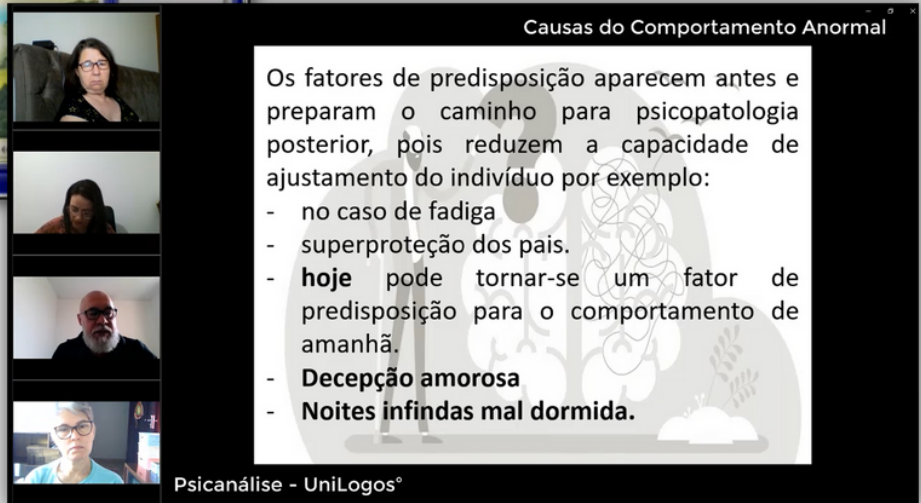 Causas do Comportamento Anormal
Os fatores de predisposição aparecem antes e
preparam o caminho para psicopatologia
posterior, pois reduzem a capacidade de
ajustamento do indivíduo por exemplo:
- no caso de fadiga
- superproteção dos pais.
- hoje pode tornar-se um fator de
predisposição para o comportamento de
amanhã.
- Decepção amorosa
- Noites infindas mal dormida.
Psicanálise - UniLogos°